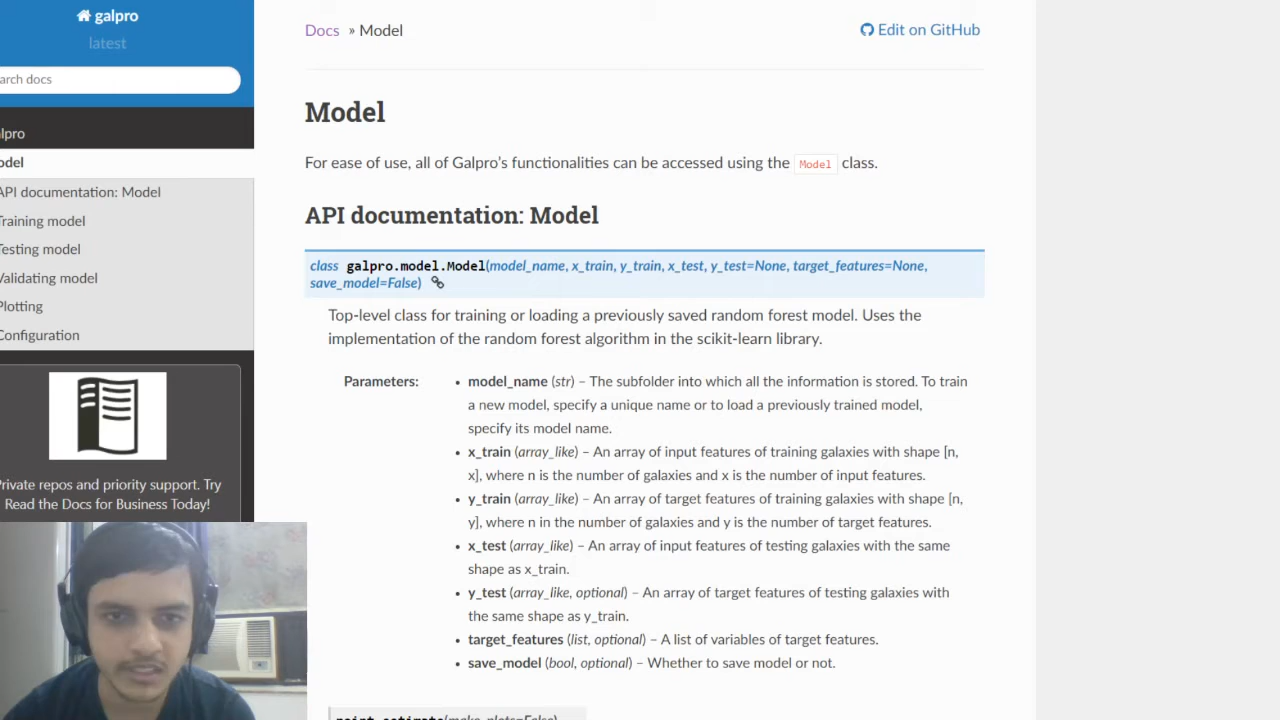 galpro
latest
arch docs
lpro
odel
API documentation: Model
Training model
Testing model
Validating model
Plotting
Configuration
Private repos and priority support. Try
Read the Docs for Business Today!
Docs » Model
Edit on GitHub
Model
For ease of use, all of Galpro's functionalities can be accessed using the Model class.
API documentation: Model
class galpro.model.Model(model_name, x_train, y_train, x_test, y_test=None, target_features=None,
save_model=False)
Top-level class for training or loading a previously saved random forest model. Uses the
implementation of the random forest algorithm in the scikit-learn library.
Parameters:
• model_name (str) – The subfolder into which all the information is stored. To train
a new model, specify a unique name or to load a previously trained model,
specify its model name.
• x_train (array_like) – An array of input features of training galaxies with shape [n,
x], where n is the number of galaxies and x is the number of input features.
• y_train (array_like) – An array of target features of training galaxies with shape [n,
y], where n in the number of galaxies and y is the number of target features.
• x_test (array_like) – An array of input features of testing galaxies with the same
shape as x_train.
• y_test (array_like, optional) – An array of target features of testing galaxies with
the same shape as y_train.
• target_features (list, optional) – A list of variables of target features.
• save_model (bool, optional) – Whether to save model or not.
point_estimate(make_plots=False)